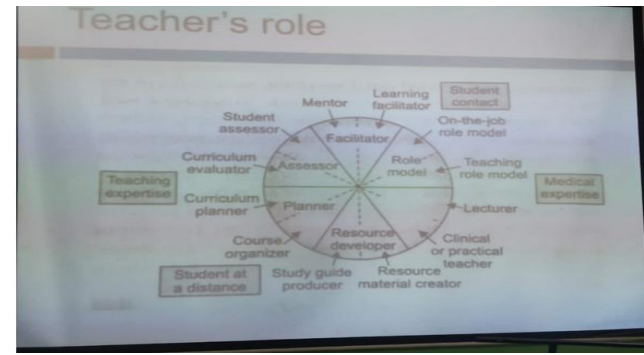 Teacher's role
Student
contact
Learning
facilitator
Mentor
Student
assessor
On-the-job
role model
Facilitator
Curriculum
evaluator
Assessor
Role
model
Teaching
role model
Teaching
expertise
Medical
expertise
Curriculum
planner
Planner
Lecturer
Course
organizer
Resource
developer
Clinical
or practical
teacher
Student at
a distance
Study guide
producer
Resource
material creator